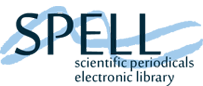 SPELL
scientific periodicals
electronic library